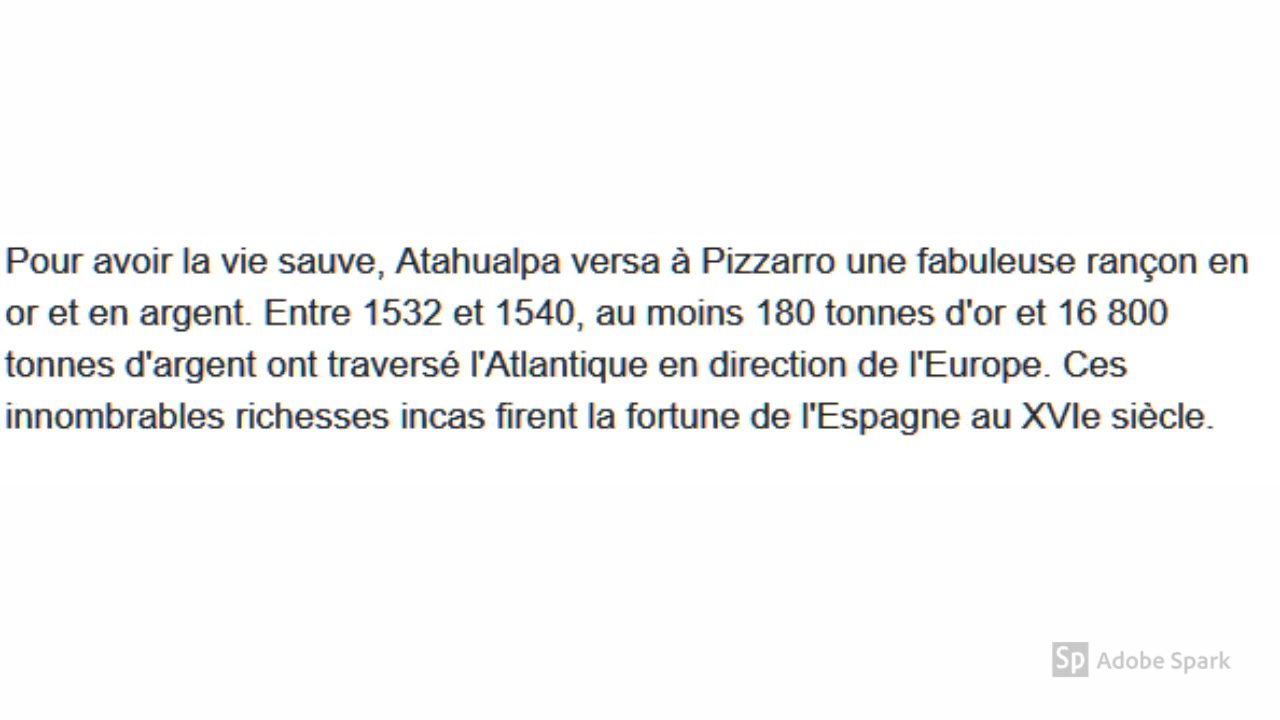 Pour avoir la vie sauve, Atahualpa versa à Pizzarro une fabuleuse rançon en
or et en argent. Entre 1532 et 1540, au moins 180 tonnes d'or et 16 800
tonnes d'argent ont traversé l'Atlantique en direction de l'Europe. Ces
innombrables richesses incas firent la fortune de l'Espagne au XVIe siècle.
Sp Adobe Spark